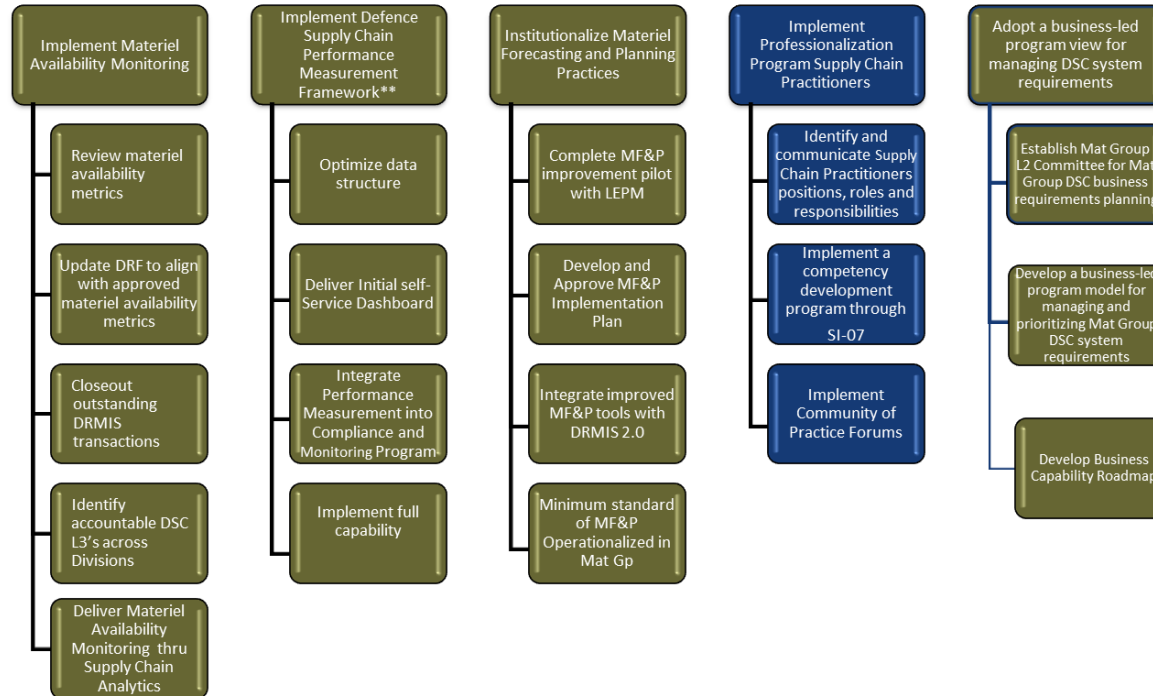 Implement Materiel
Availability Monitoring
Review materiel
availability
metrics
Update DRF to align
with approved
materiel availability
metrics
Closeout
outstanding
DRMIS
transactions
Identify
accountable DSC
L3's across
Divisions
Deliver Materiel
Availability
Monitoring thru
Supply Chain
Analytics
Implement Defence
Supply Chain
Performance
Measurement
Framework**
Optimize data
structure
Deliver Initial self-
Service Dashboard
Integrate
Performance
Measurement into
Compliance and
Monitoring Program
Implement full
capability
Institutionalize Materiel
Forecasting and Planning
Practices
Complete MF&P
improvement pilot
with LEPM
Develop and
Approve MF&P
Implementation
Plan
Integrate improved
MF&P tools with
DRMIS 2.0
Minimum standard
of MF&P
Operationalized in
Mat Gp
Implement
Professionalization
Program Supply Chain
Practitioners
Identify and
communicate Supply
Chain Practitioners
positions, roles and
responsibilities
Implement a
competency
development
program through
SI-07
Implement
Community of
Practice Forums
Adopt a business-led
program view for
managing DSC system
requirements
Establish Mat Group
L2 Committee for Mat
Group DSC business
requirements planning
Develop a business-led
program model for
managing and
prioritizing Mat Group
DSC system
requirements
Develop Business
Capability Roadmap